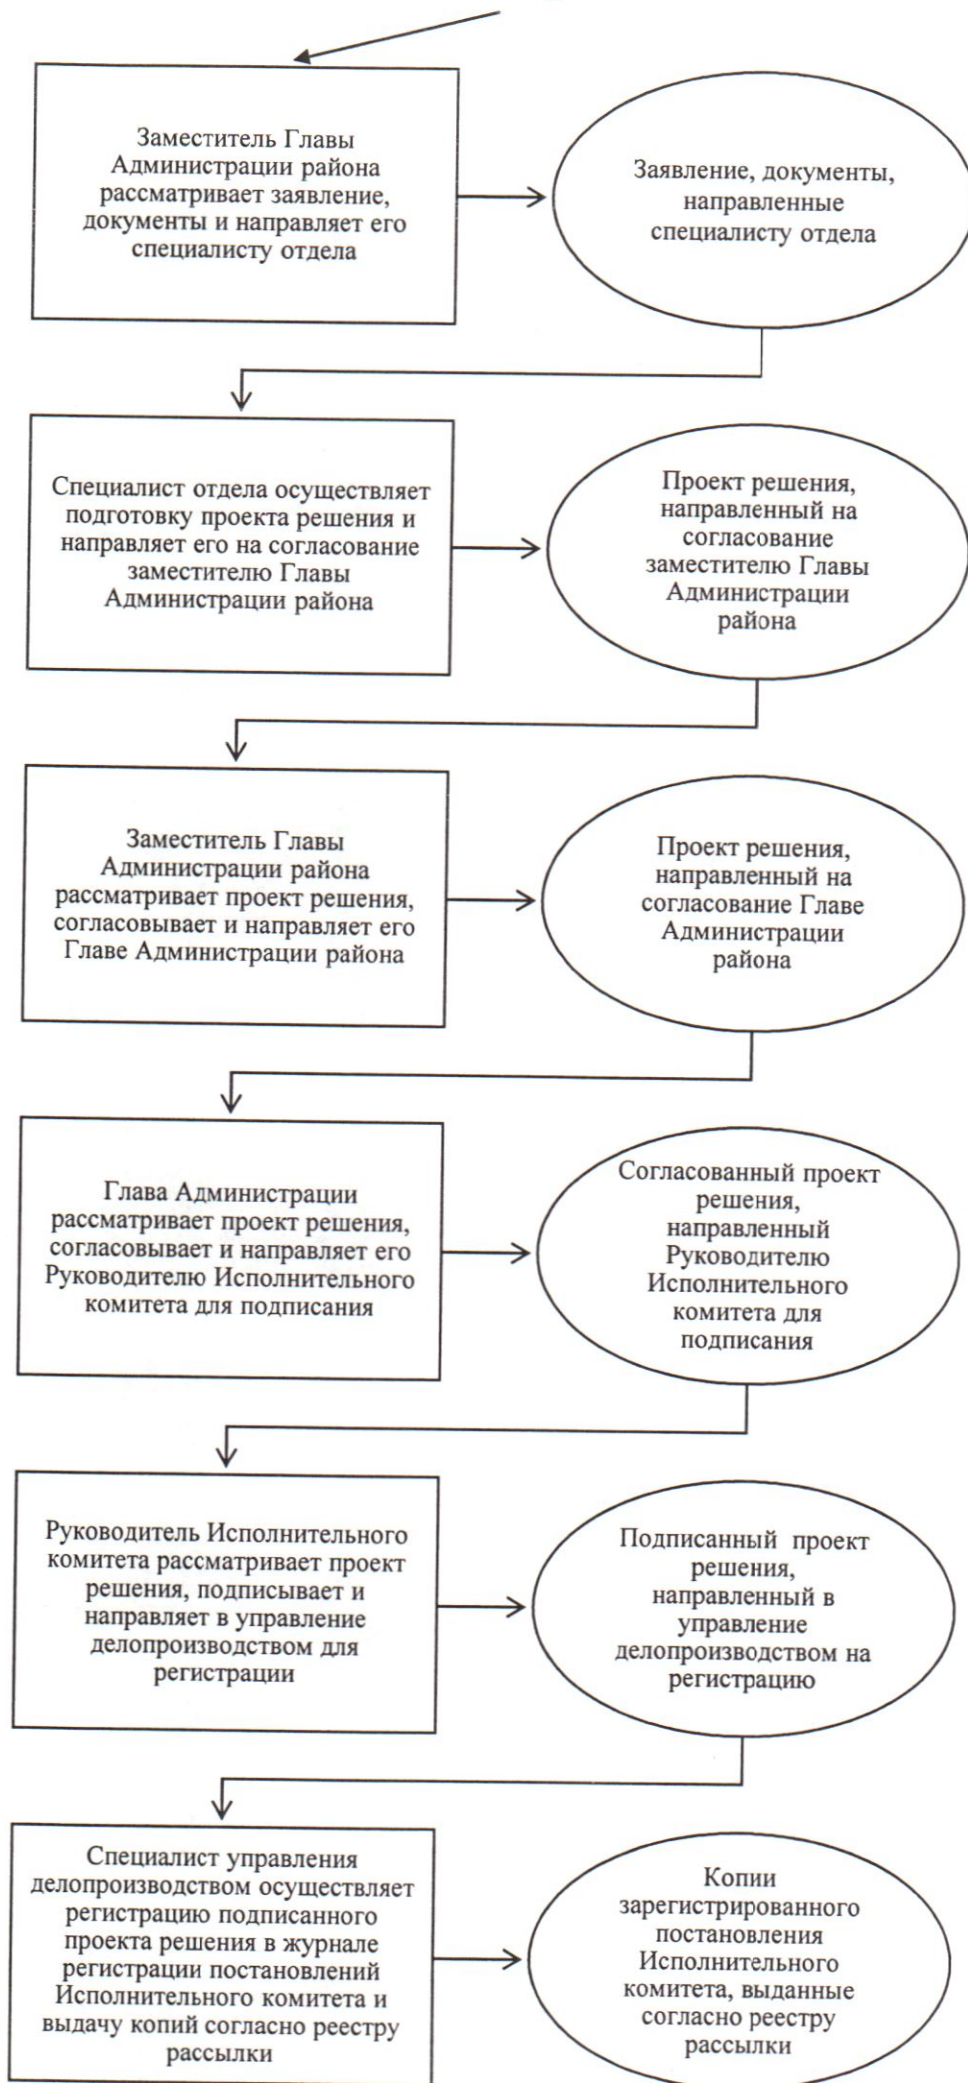 Заместитель Главы
Администрации района
рассматривает заявление,
документы и направляет его
специалисту отдела
Заявление, документы,
направленные
специалисту отдела
Специалист отдела осуществляет
подготовку проекта решения и
направляет его на согласование
заместителю Главы
Администрации района
Проект решения,
направленный на
согласование
заместителю Главы
Администрации
района
Заместитель Главы
Администрации района
рассматривает проект решения,
согласовывает и направляет его
Главе Администрации района
Проект решения,
направленный на
согласование Главе
Администрации
района
Глава Администрации
рассматривает проект решения,
согласовывает и направляет его
Руководителю Исполнительного
комитета для подписания
Согласованный проект
решения,
направленный
Руководителю
Исполнительного
комитета для
подписания
Руководитель Исполнительного
комитета рассматривает проект
решения, подписывает и
направляет в управление
делопроизводством для
регистрации
Подписанный проект
решения,
направленный в
управление
делопроизводством на
регистрацию
Специалист управления
делопроизводством осуществляет
регистрацию подписанного
проекта решения в журнале
регистрации постановлений
Исполнительного комитета и
выдачу копий согласно реестру
рассылки
Копии
зарегистрированного
постановления
Исполнительного
комитета, выданные
согласно реестру
рассылки